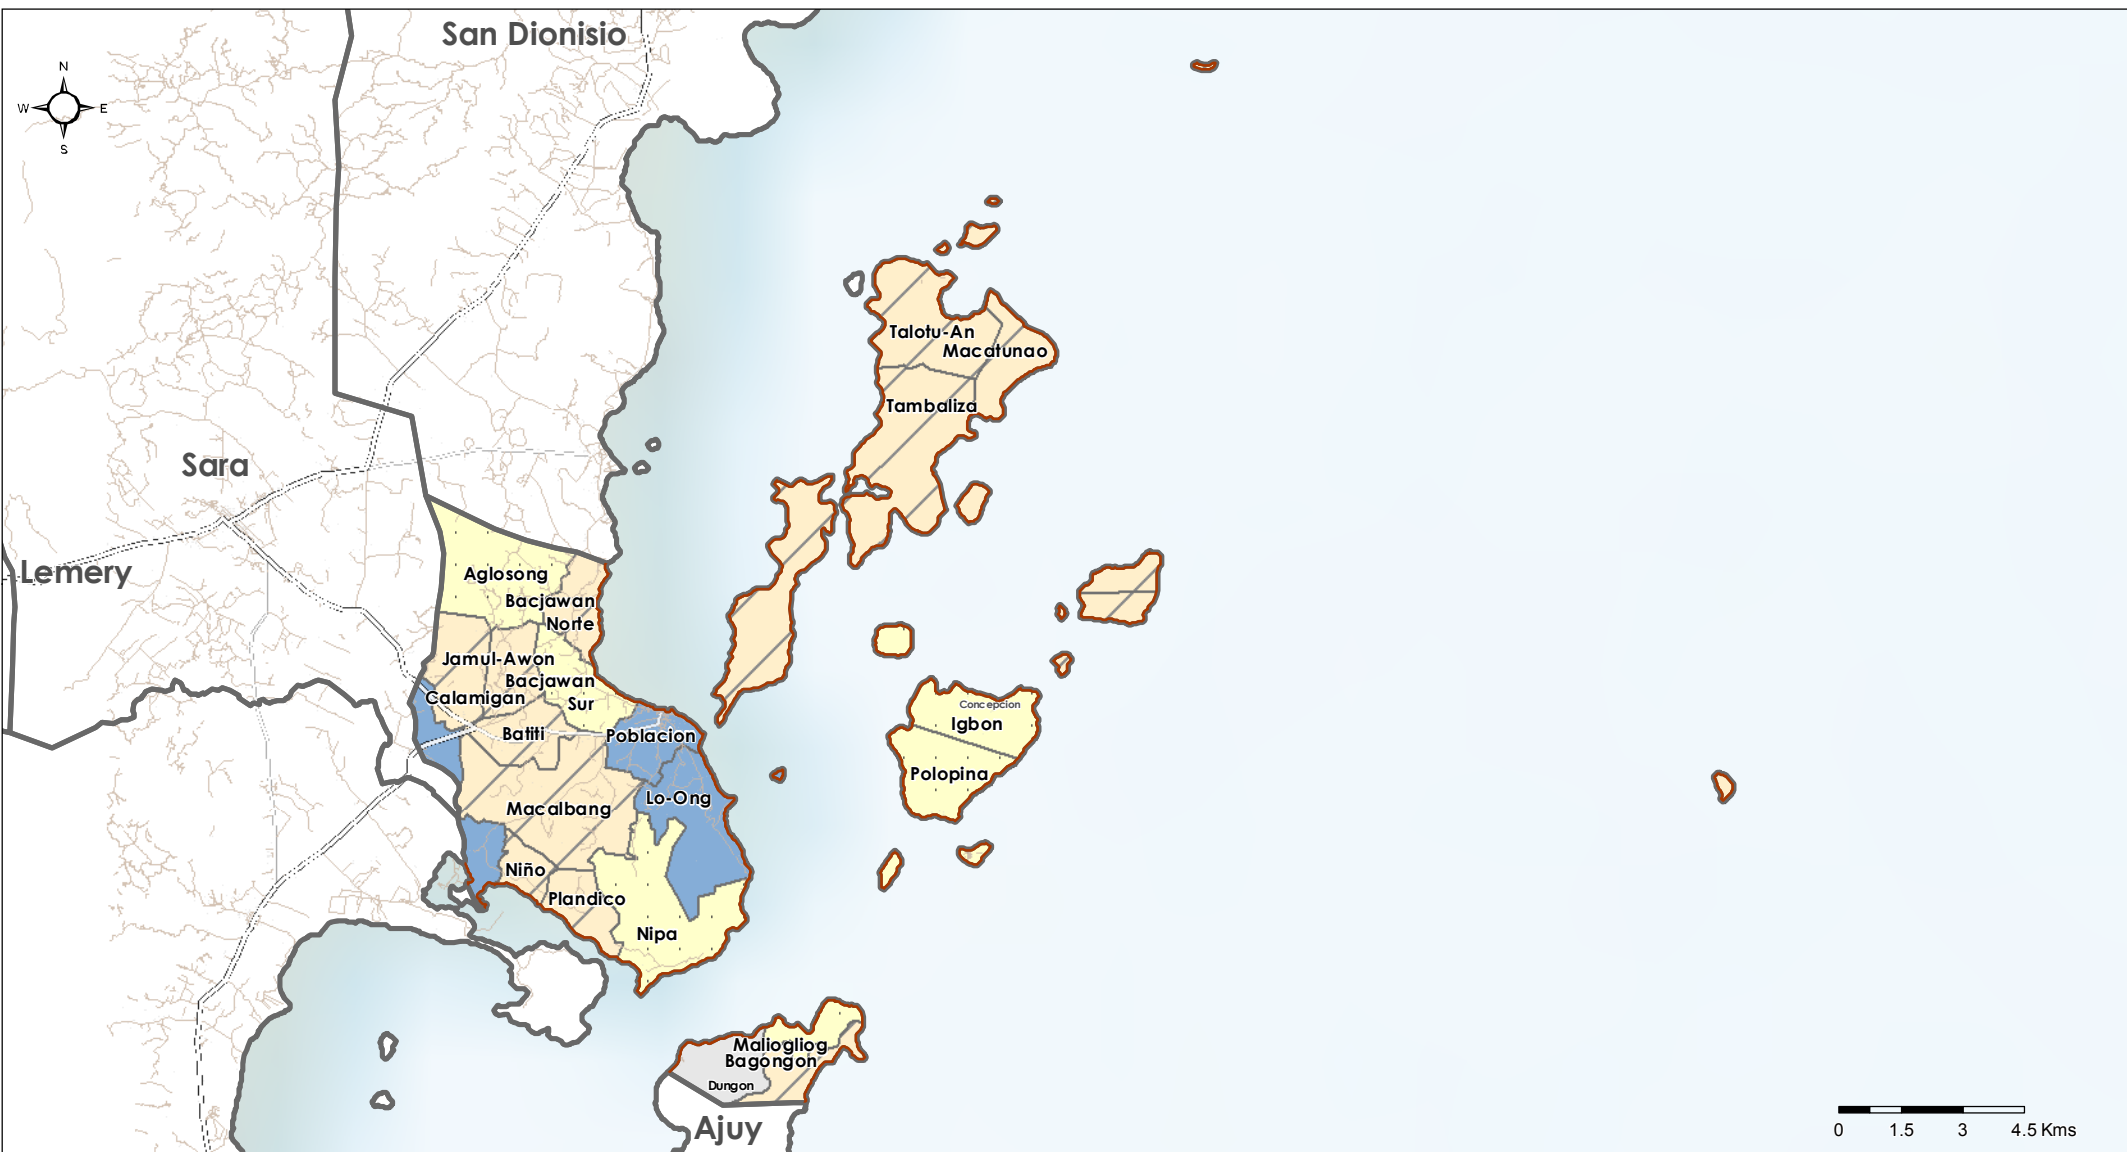 San Dionisio
N
W E
S
Talotu-An
Macatunao
Tambaliza
Sara
Lemery
Aglosong
Bacjawan
Norte
Jamul-Awon
Bacjawan
Calamigan
Sur
Batiti
Poblacion
Concepcion
Igbon
Polopina
Lo-Ong
Macalbang
Niño
Plandico
Nipa
Maliogliog
Bagongon
Dungon
Ajuy
0 1.5 3 4.5 Kms